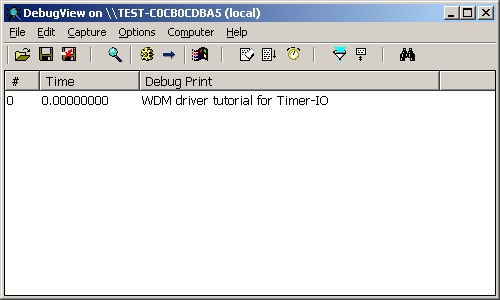 DebugView on \\TEST-C0CB0CDBA5 (local)
File Edit Capture Options Computer Help
# Time Debug Print
0 0.00000000 WDM driver tutorial for Timer-IO